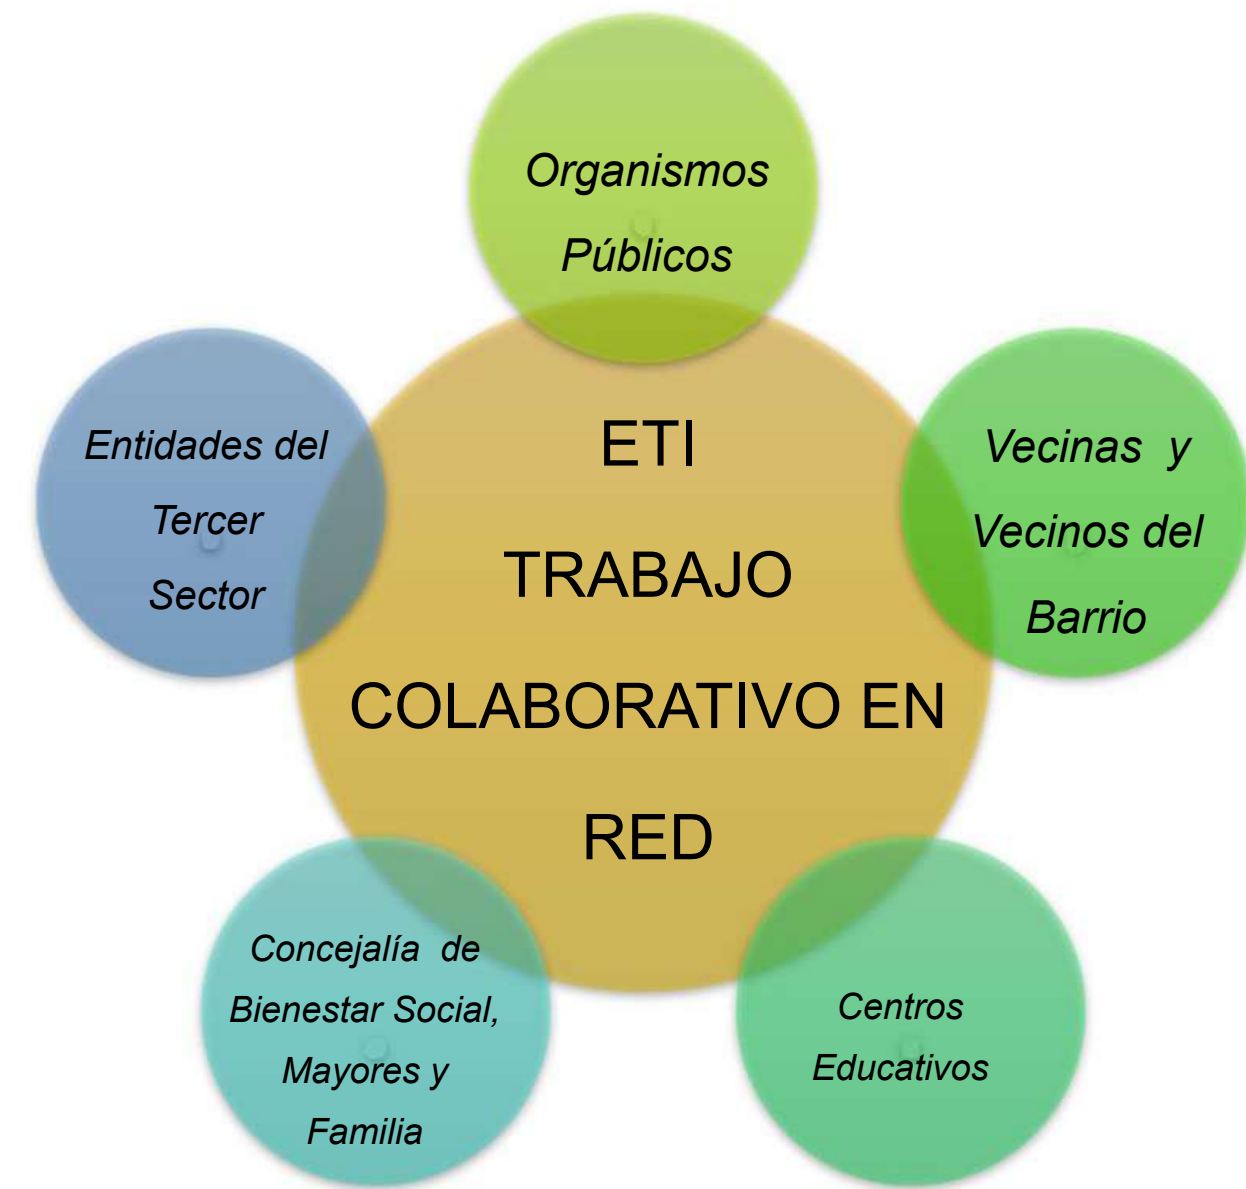 Organismos
Públicos
Entidades del
Tercer
Sector
ETI
TRABAJO
COLABORATIVO EN
RED
Vecinas y
Vecinos del
Barrio
Concejalía de
Bienestar Social,
Mayores y
Familia
Centros
Educativos